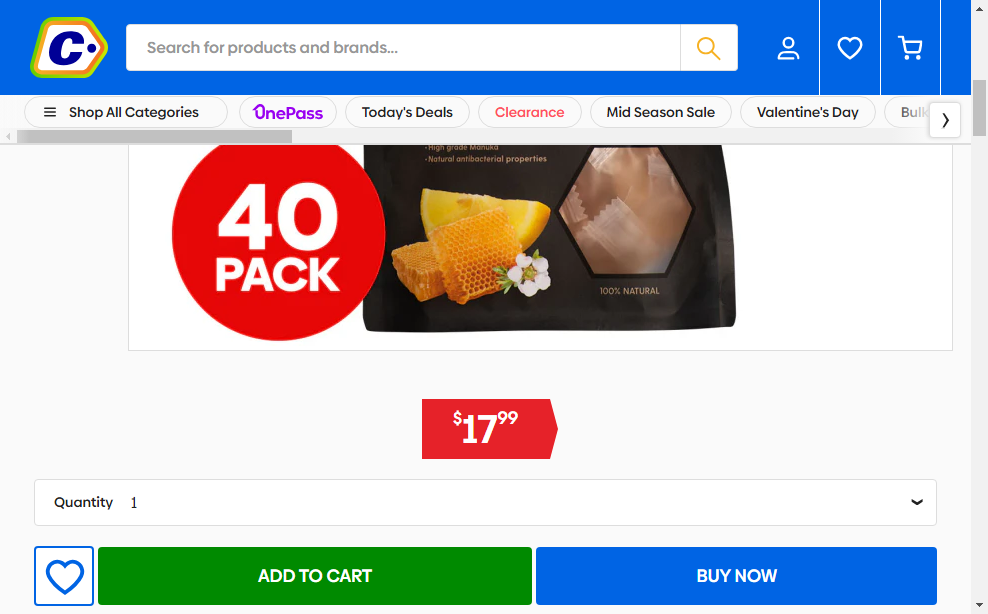 C
Search for products and brands...
Shop All Categories
OnePass
Today's Deals
Clearance
Mid Season Sale
Valentine's Day
Bulk
- High grade Manuka
- Natural antibacterial properties
40
PACK
100% NATURAL
$17.99
Quantity 1
ADD TO CART
BUY NOW